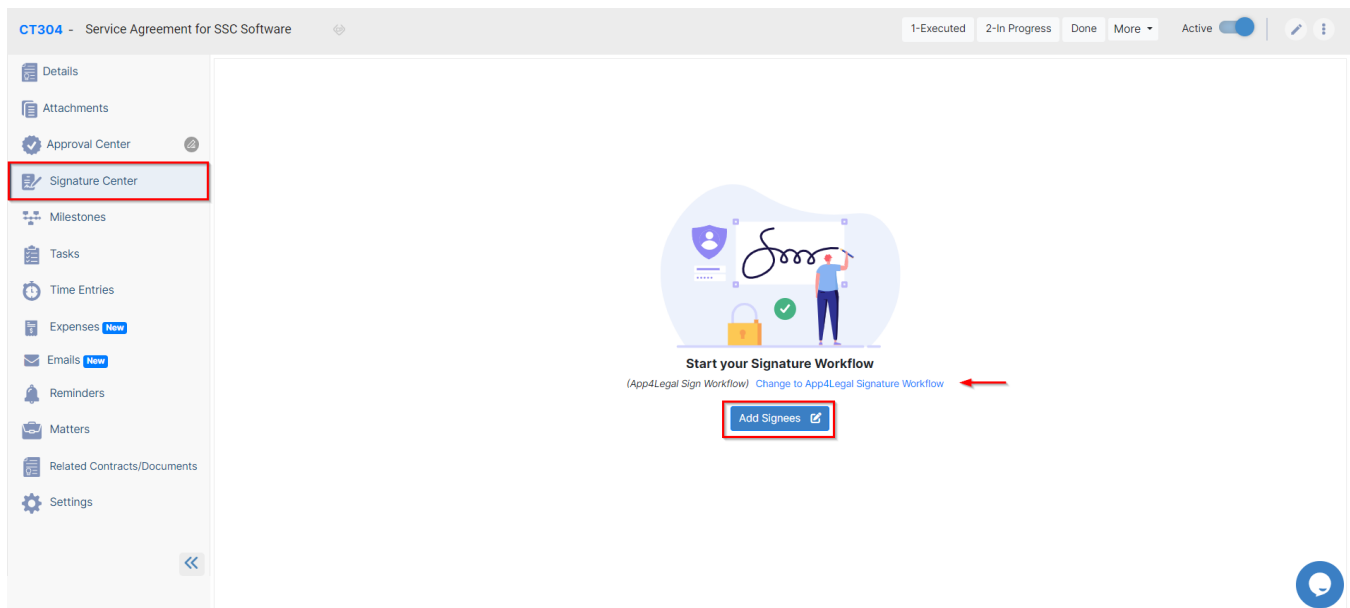 CT304 - Service Agreement for SSC Software
1-Executed 2-In Progress Done More Active
Details
Attachments
Approval Center
Signature Center
Milestones
Tasks
Time Entries
Expenses New
Emails New
Reminders
Matters
Related Contracts/Documents
Settings
Start your Signature Workflow
(App4Legal Sign Workflow) Change to App4Legal Signature Workflow
Add Signees